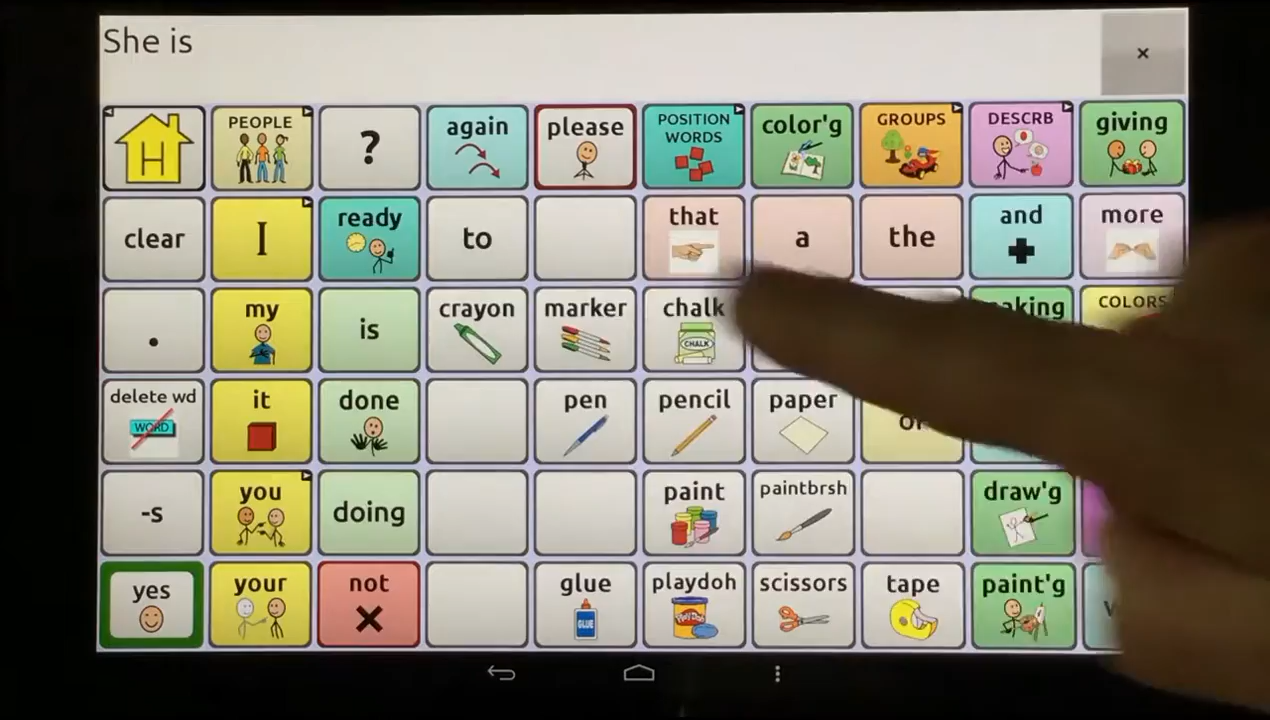 She is
×
H
PEOPLE
?
again
please
POSITION
WORDS
color'g
GROUPS
DESCRB
giving
clear
I
ready
to
that
a
the
and
more
.
my
is
crayon
marker
chalk
CHALK
COLORS
delete wd
WORD
it
done
pen
pencil
paper
-s
you
doing
paint
paintbrsh
draw'g
yes
your
not
glue
GLUE
playdoh
scissors
tape
paint'g